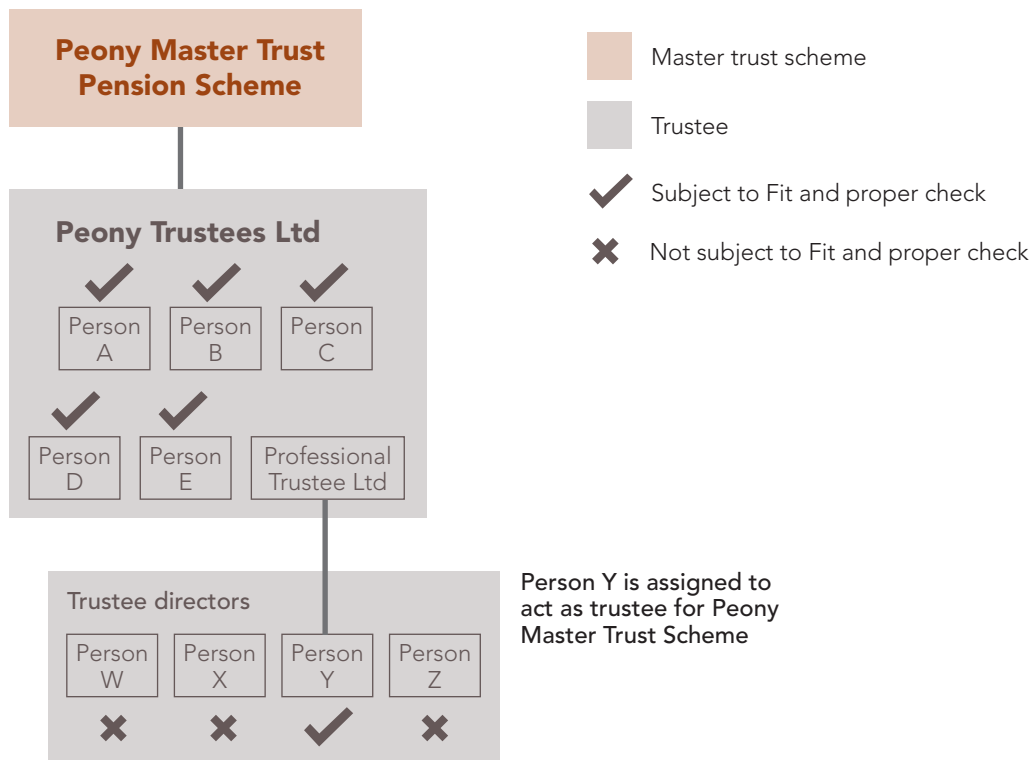 Peony Master Trust
Pension Scheme
Master trust scheme
Trustee
Subject to Fit and proper check
Not subject to Fit and proper check
Peony Trustees Ltd
Person
A
Person
B
Person
C
Person
D
Person
E
Professional
Trustee Ltd
Trustee directors
Person
W
Person
X
Person
Y
Person
Z
Person Y is assigned to
act as trustee for Peony
Master Trust Scheme